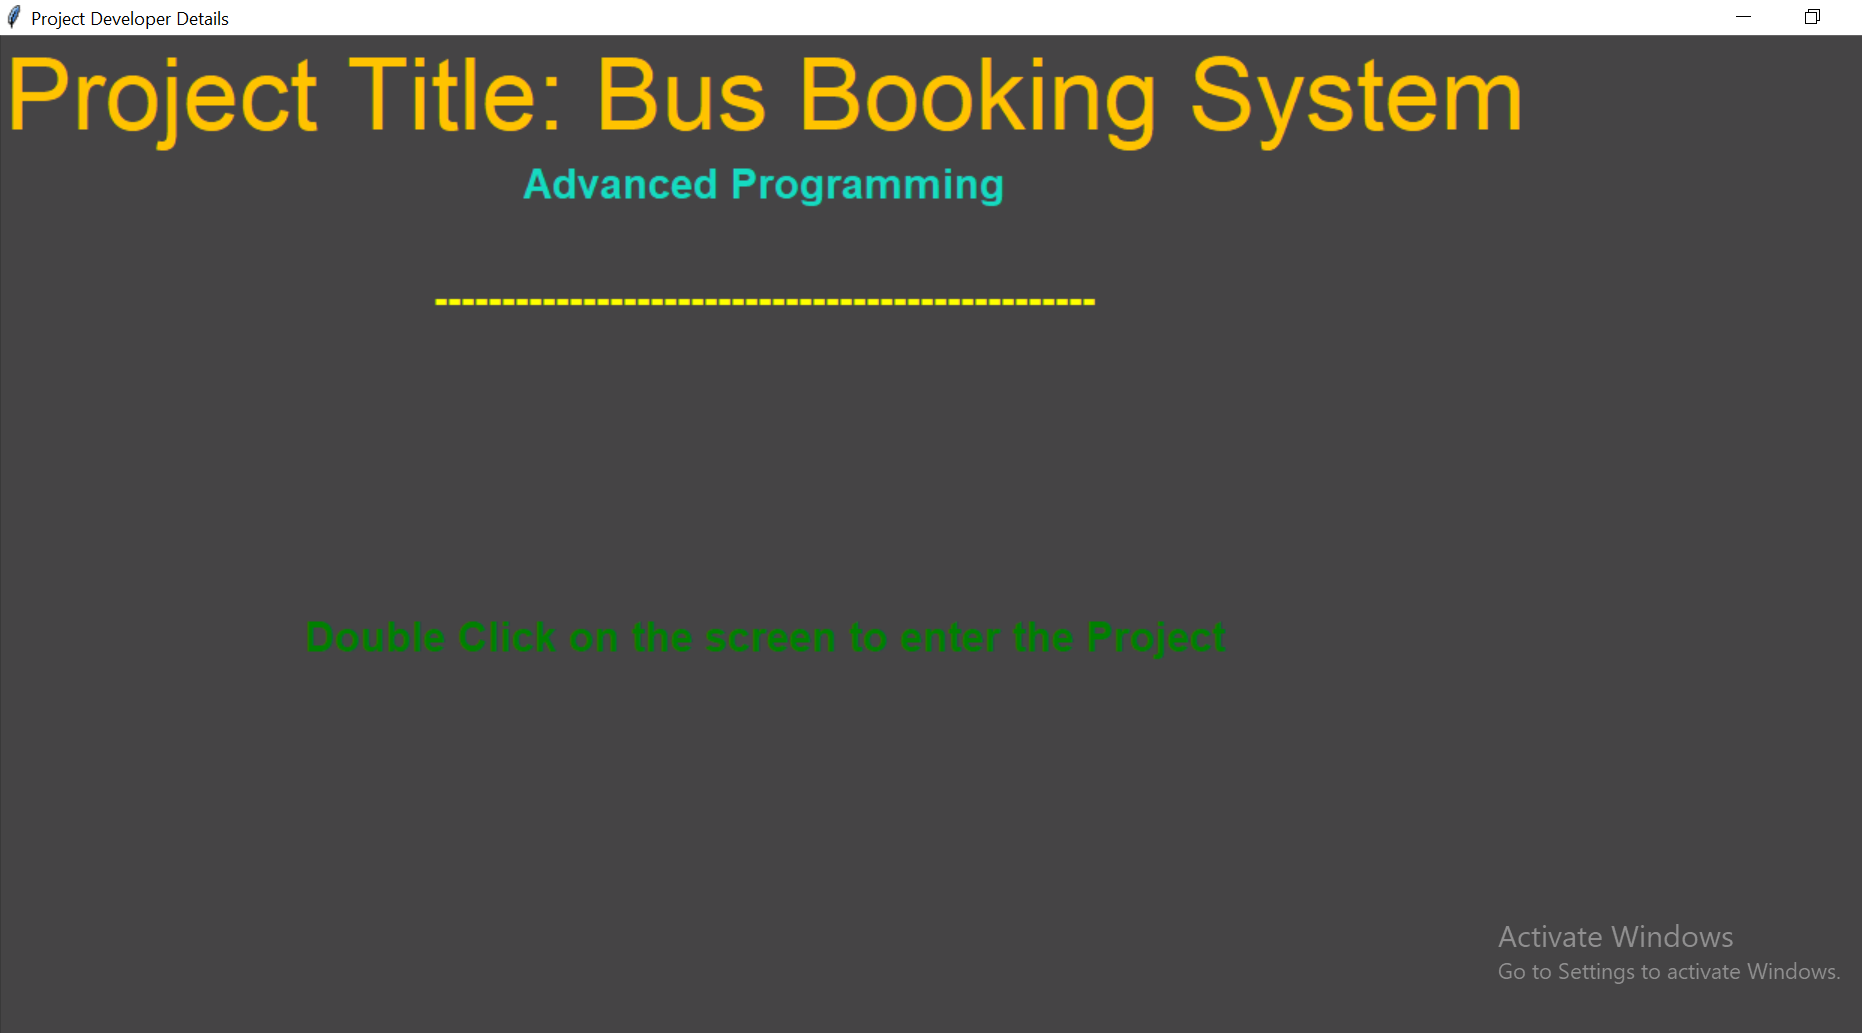 Project Developer Details
Project Title: Bus Booking System
Advanced Programming
-------------------------------------------------
Double Click on the screen to enter the Project
Activate Windows
Go to Settings to activate Windows.